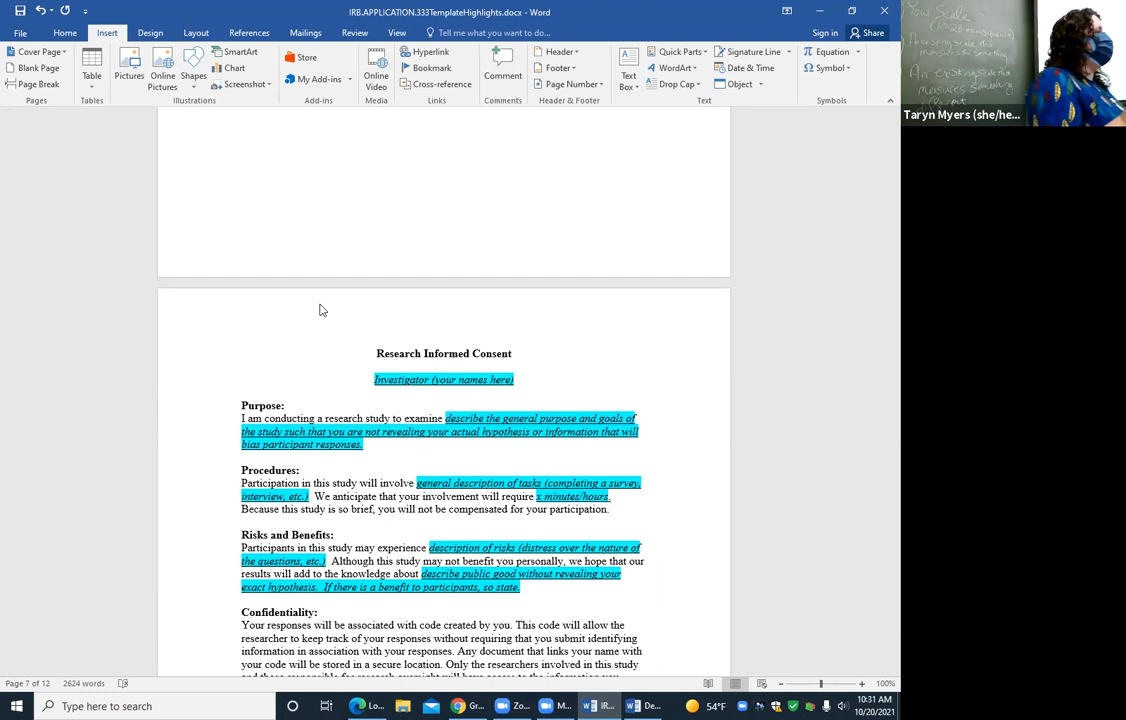 IRB.APPLICATION.333TemplateHighlights.docx - Word
File Home Insert Design Layout References Mailings Review View Tell me what you want to do... Sign in Share
Cover Page
Blank Page
Page Break
Pages
Table
Tables
Pictures
Online Pictures
Shapes
SmartArt
Chart
Screenshot
Illustrations
Store
My Add-ins
Add-ins
Online Video
Media
Hyperlink
Bookmark
Cross-reference
Links
Comment
Comments
Header
Footer
Page Number
Header & Footer
Text Box
Quick Parts
WordArt
Drop Cap
Signature Line
Date & Time
Object
Text
Equation
Symbol
Symbols
Scale
An existing scale that
measures something
Taryn Myers (she/he...
Research Informed Consent
Investigator (your names here)
Purpose:
I am conducting a research study to examine describe the general purpose and goals of
the study such that you are not revealing your actual hypothesis or information that will
bias participant responses.
Procedures:
Participation in this study will involve general description of tasks (completing a survey,
interview, etc.) We anticipate that your involvement will require x minutes/hours.
Because this study is so brief, you will not be compensated for your participation.
Risks and Benefits:
Participants in this study may experience description of risks (distress over the nature of
the questions, etc.) Although this study may not benefit you personally, we hope that our
results will add to the knowledge about describe public good without revealing your
exact hypothesis. If there is a benefit to participants, so state.
Confidentiality:
Your responses will be associated with code created by you. This code will allow the
researcher to keep track of your responses without requiring that you submit identifying
information in association with your responses. Any document that links your name with
your code will be stored in a secure location. Only the researchers involved in this study
Page 7 of 12 2624 words 100%
Type here to search Lo... Gr... Zo... M... IR... De... 54°F 10:31 AM
10/20/2021